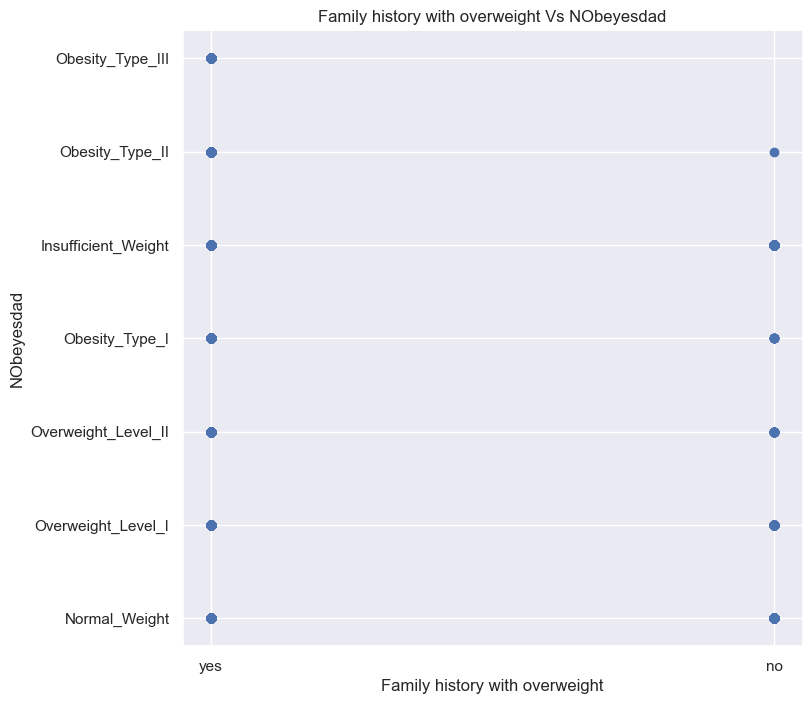 Family history with overweight Vs NObeyesdad
Obesity_Type_III
Obesity_Type_II
Insufficient_Weight
Obesity_Type_I
Overweight_Level_II
Overweight_Level_I
Normal_Weight
NObeyesdad
yes
no
Family history with overweight